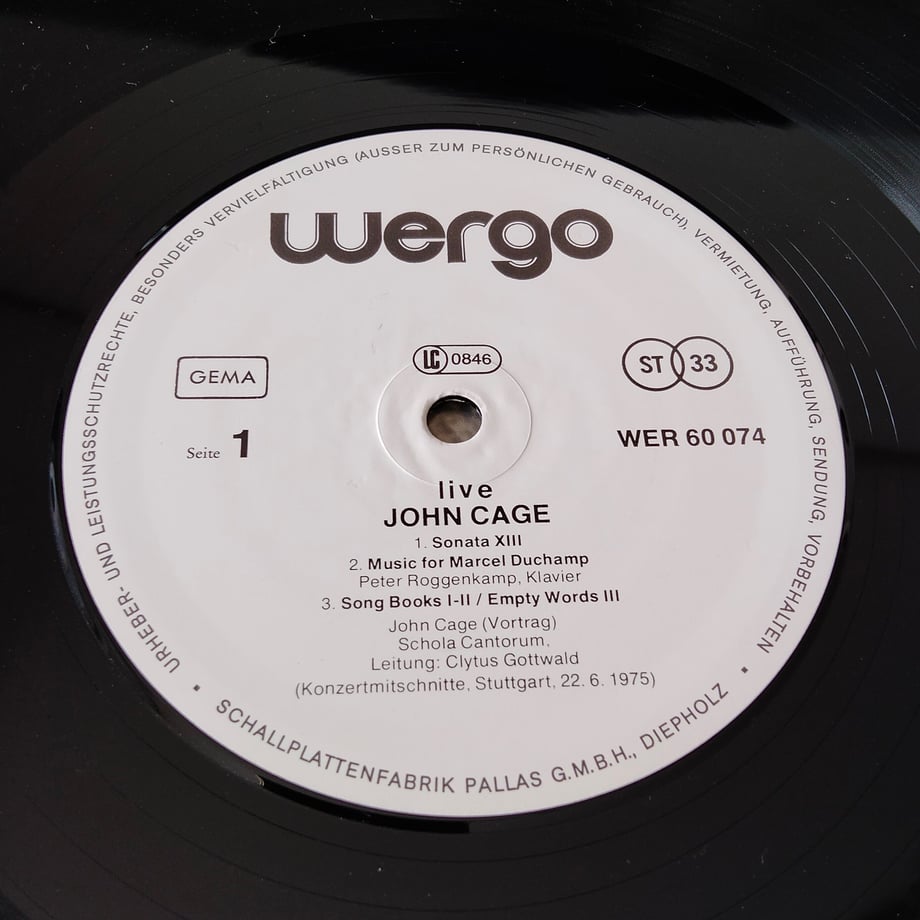 URHEBER- UND LEISTUNGSSCHUTZRECHTE, BESONDERS VERVIELFALTIGUNG (AUSSER ZUM PERSÖNLICHEN GEBRAUCH), VERMIETUNG, AUFFÜHRUNG, SENDUNG, VORBEHALTEN
wergo
GEMA
LC 0846
ST 33
Seite 1
WER 60 074
live
JOHN CAGE
1. Sonata XIII
2. Music for Marcel Duchamp
Peter Roggenkamp, Klavier
3. Song Books I-II / Empty Words III
John Cage (Vortrag)
Schola Cantorum,
Leitung: Clytus Gottwald
(Konzertmitschnitte, Stuttgart, 22. 6. 1975)
• SCHALLPLATTENFABRIK PALLAS G.M.B.H., DIEPHOLZ •